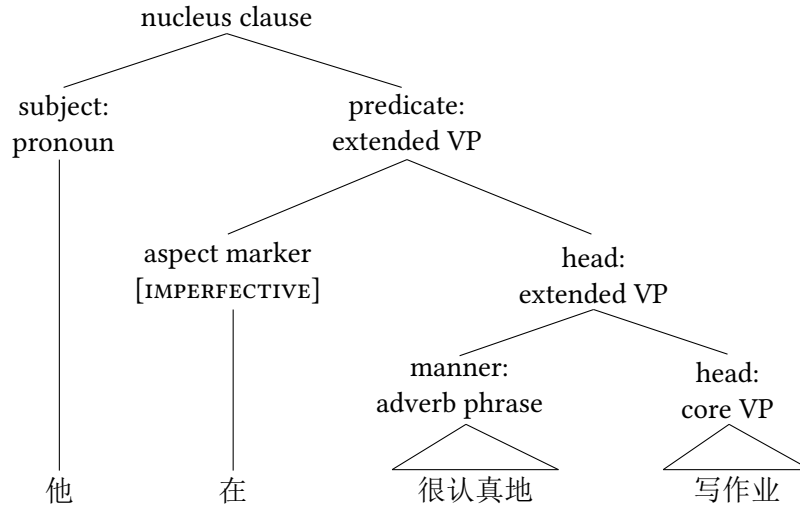 nucleus clause
subject:
pronoun
predicate:
extended VP
aspect marker
[IMPERFECTIVE]
head:
extended VP
manner:
adverb phrase
head:
core VP
他
在
很认真地
写作业